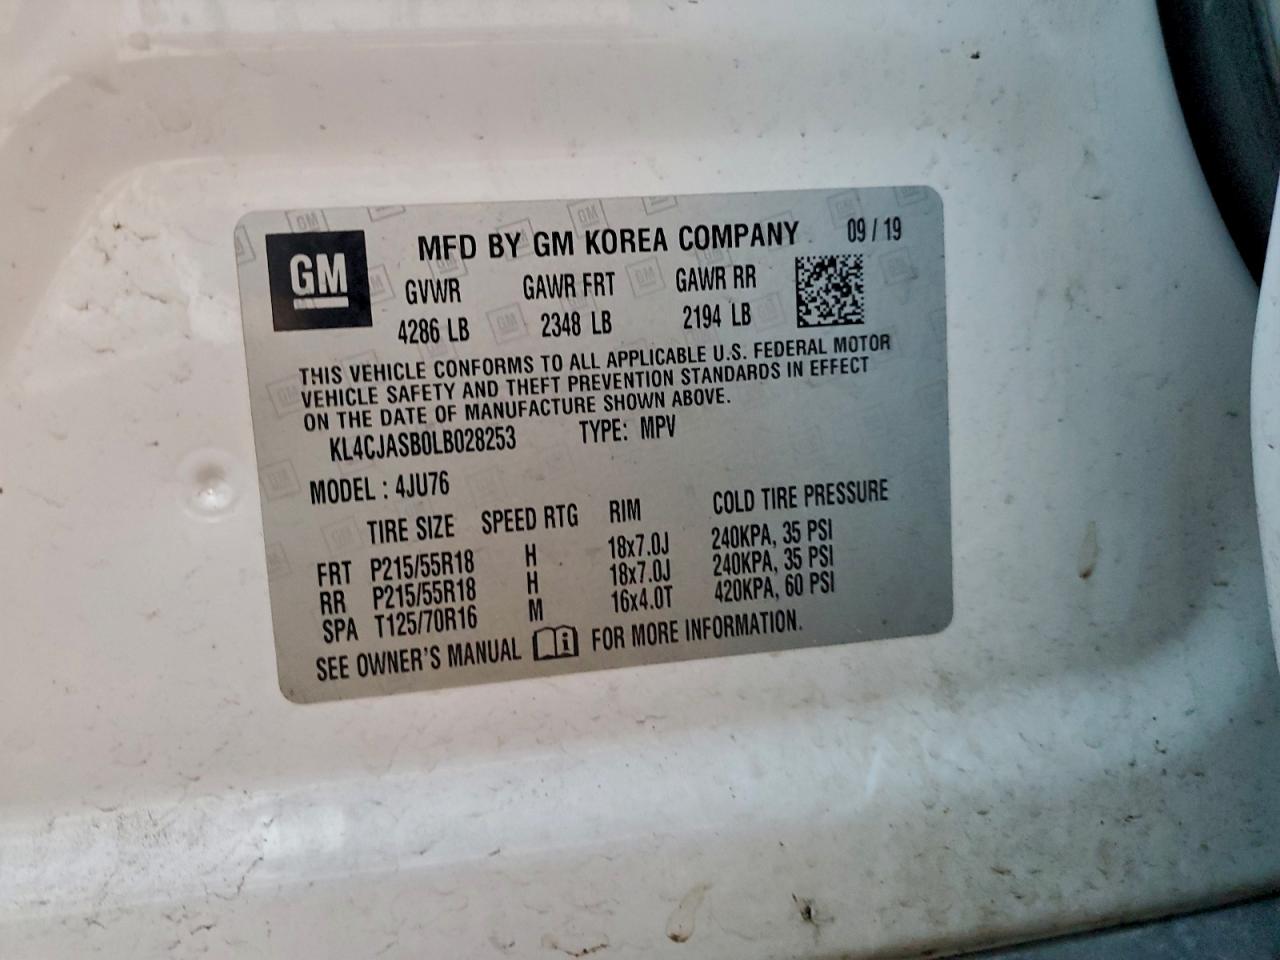 GM
MFD BY GM KOREA COMPANY 09 / 19
GVWR GAWR FRT GAWR RR
4286 LB 2348 LB 2194 LB
THIS VEHICLE CONFORMS TO ALL APPLICABLE U.S. FEDERAL MOTOR
VEHICLE SAFETY AND THEFT PREVENTION STANDARDS IN EFFECT
ON THE DATE OF MANUFACTURE SHOWN ABOVE.
KL4CJASB0LB028253 TYPE: MPV
MODEL : 4JU76
TIRE SIZE SPEED RTG RIM COLD TIRE PRESSURE
FRT P215/55R18 H 18x7.0J 240KPA, 35 PSI
RR P215/55R18 H 18x7.0J 240KPA, 35 PSI
SPA T125/70R16 M 16x4.0T 420KPA, 60 PSI
SEE OWNER'S MANUAL FOR MORE INFORMATION.